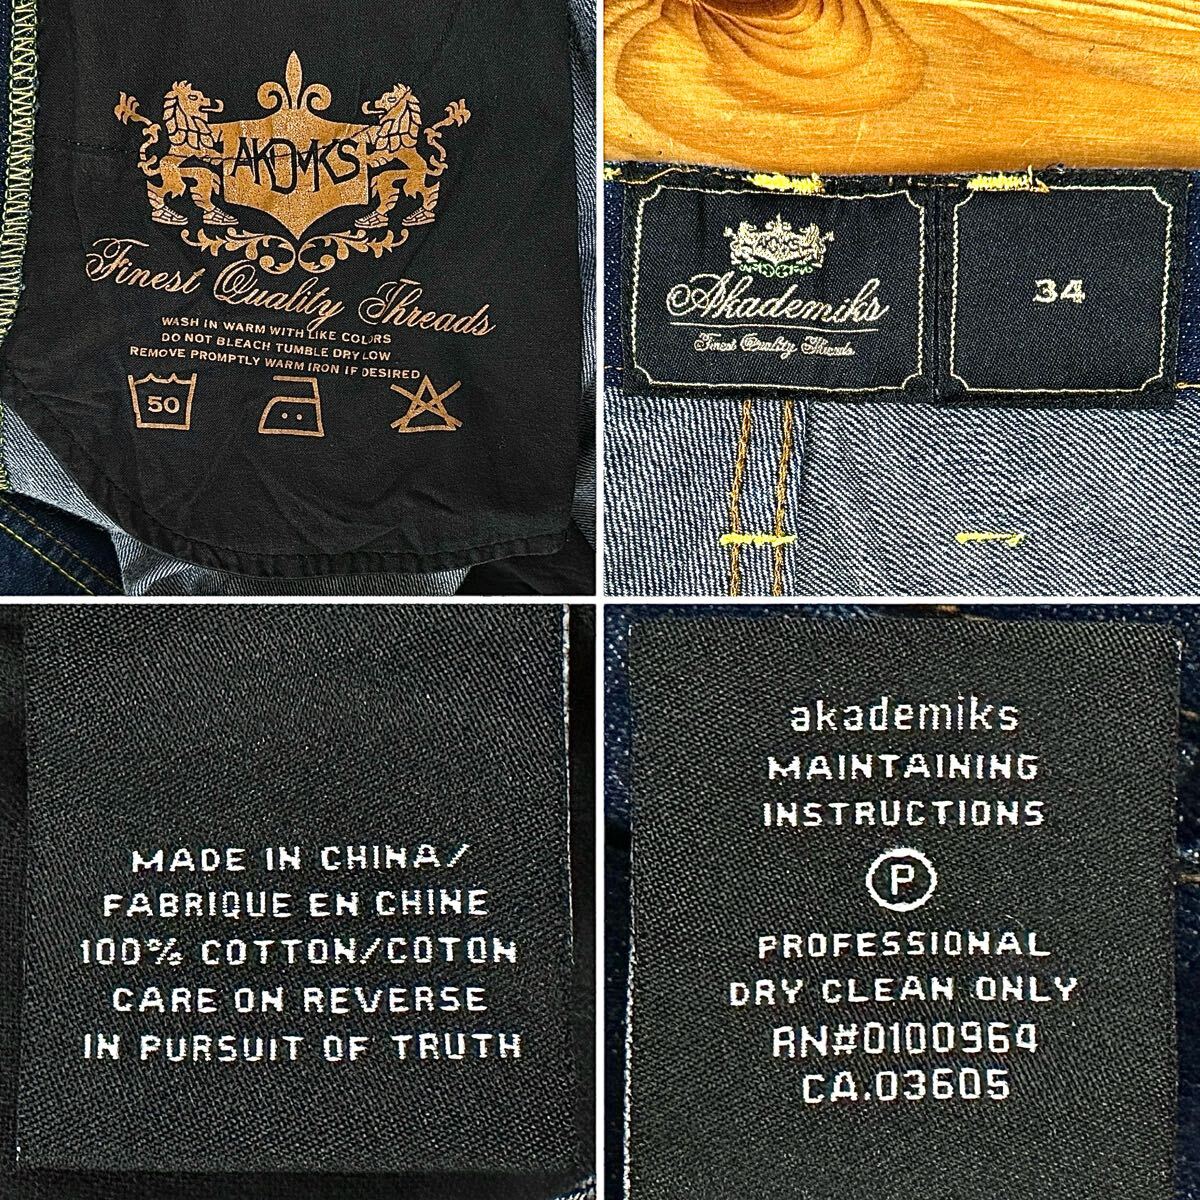 AKDMKS
Finest Quality Threads
WASH IN WARM WITH LIKE COLORS
DO NOT BLEACH TUMBLE DRY LOW
REMOVE PROMPTLY WARM IRON IF DESIRED
50
AKDMKS
Akademiks
Finest Quality Threads
34
MADE IN CHINA/
FABRIQUE EN CHINE
100% COTTON/COTON
CARE ON REVERSE
IN PURSUIT OF TRUTH
akademiks
MAINTAINING
INSTRUCTIONS
P
PROFESSIONAL
DRY CLEAN ONLY
RN#0100964
CA.03605